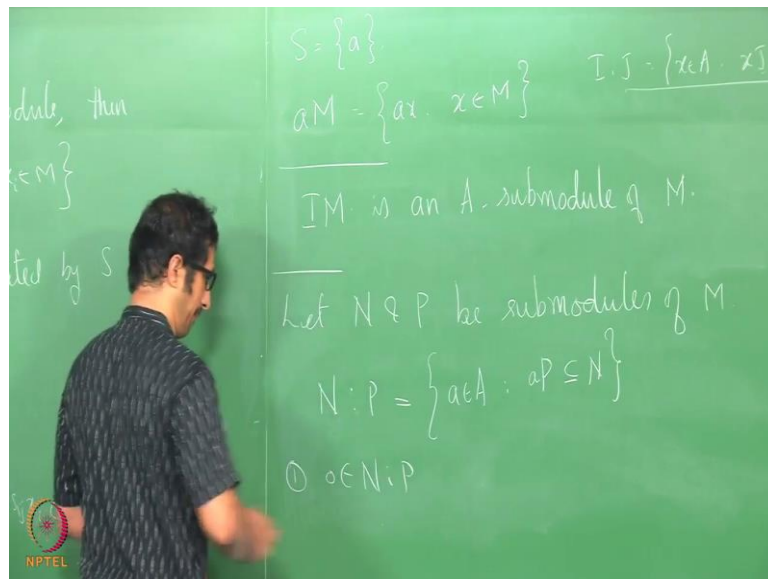 dule, then
∈M}
ated by S
S = {a}
aM = {ax. x∈M}
I:J = {x∈A. xJ
IM is an A-submodule of M.
Let N & P be submodules of M.
N:P = {a∈A : aP ⊆ N}
① 0∈N:P
NPTEL